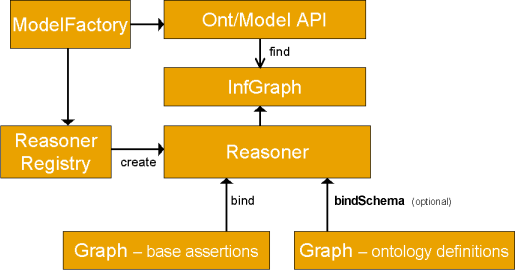 ModelFactory
Ont/Model API
find
InfGraph
Reasoner
Registry
create
Reasoner
bind
bindSchema (optional)
Graph – base assertions
Graph – ontology definitions